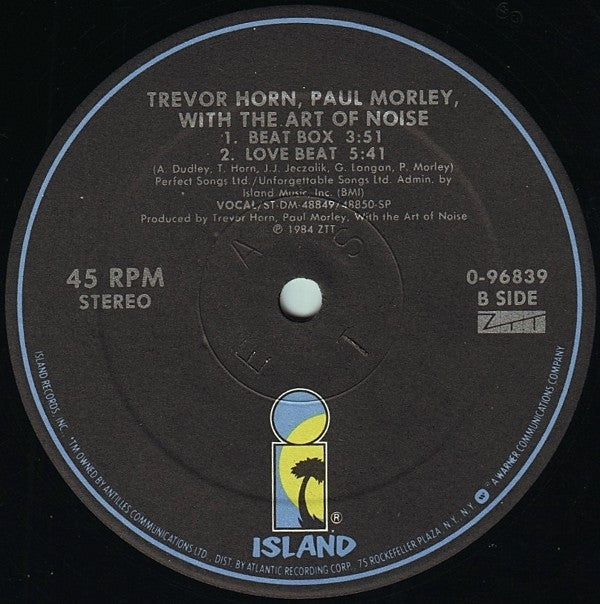 TREVOR HORN, PAUL MORLEY,
WITH THE ART OF NOISE
1. BEAT BOX 3:51
2. LOVE BEAT 5:41
(A. Dudley, T. Horn, J.J. Jeczalik, G. Langan, P. Morley)
Perfect Songs Ltd./Unforgettable Songs Ltd. Admin. by
Island Music, Inc. (BMI)
VOCAL/ST-DM-48849/48850-SP
Produced by Trevor Horn, Paul Morley, With the Art of Noise
℗ 1984 ZTT
45 RPM
STEREO
0-96839
B SIDE
ZTT
EAST
i®
ISLAND
ISLAND RECORDS, INC. *TM OWNED BY ANTILLES COMMUNICATIONS LTD., DIST. BY ATLANTIC RECORDING CORP., 75 ROCKEFELLER PLAZA, N.Y., N.Y. A WARNER COMMUNICATIONS COMPANY